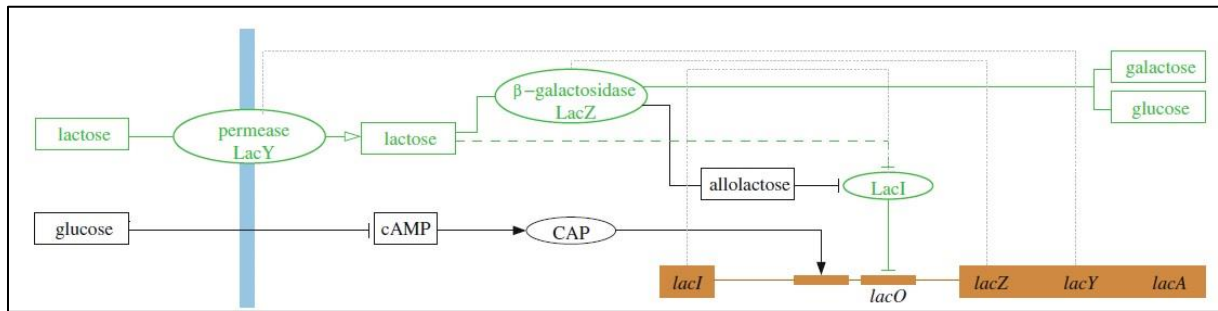 galactose
β-galactosidase
LacZ
glucose
lactose
permease
LacY
lactose
allolactose
LacI
glucose
cAMP
CAP
lacI
lacO
lacZ
lacY
lacA